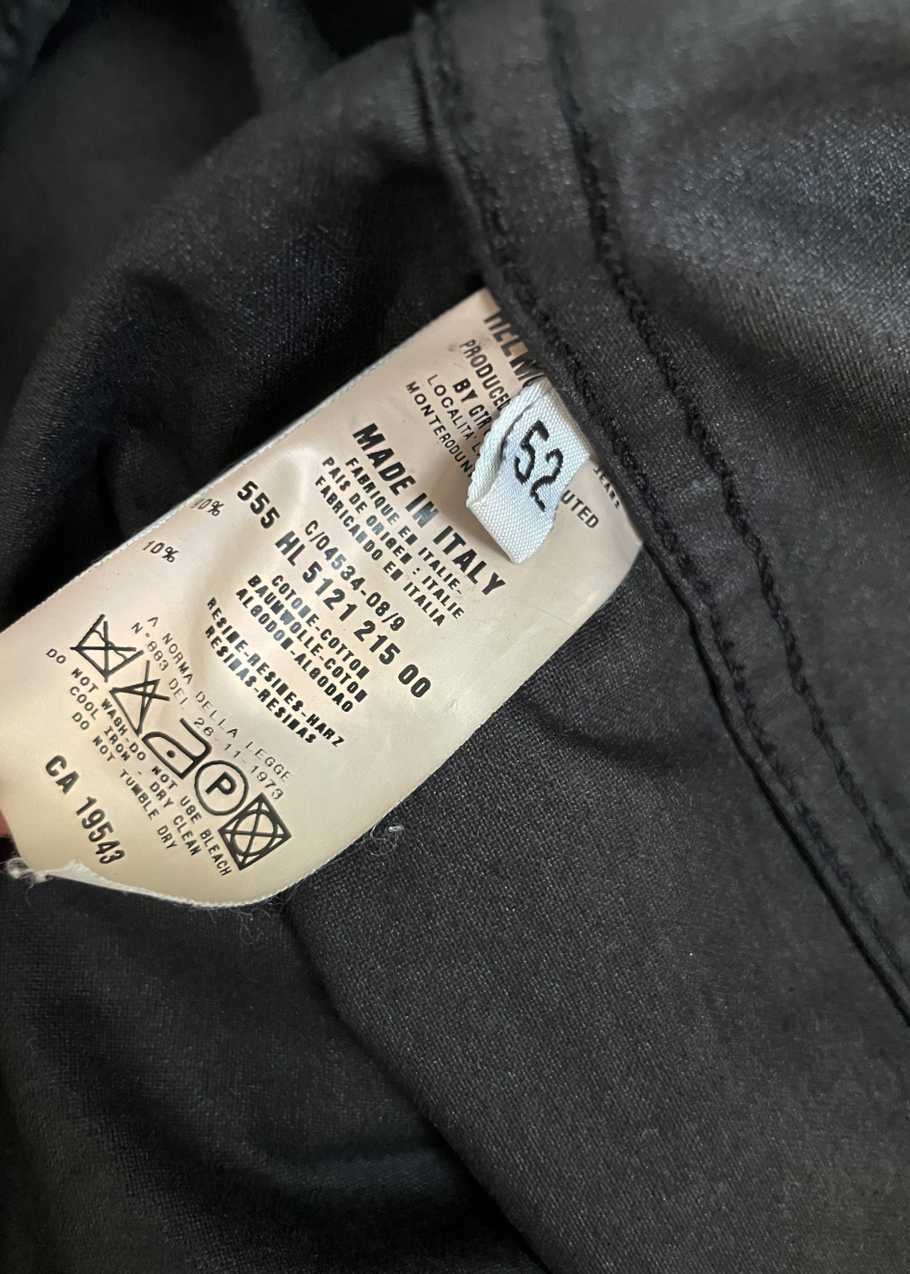 PRODUCED
BY GTR
LOCALITA
MONTERODUN
UTED
52
MADE IN ITALY
FABRIQUE EN ITALIE-
PAIS DE ORIGEN : ITALIE
FABRICANDO EN ITALIA
555 C/04534-08/9
HL 5121 215 00
90% COTONE-COTTON
BAUMWOLLE-COTON
ALGODON-ALGODAO
10% RESINE-RESINES-HARZ
RESINAS-RESINAS
A NORMA DELLA LEGGE
N°883 DEL 26-11-1973
P
DO NOT WASH-DO NOT USE BLEACH
COOL IRON - DRY CLEAN
DO NOT TUMBLE DRY
CA 19543